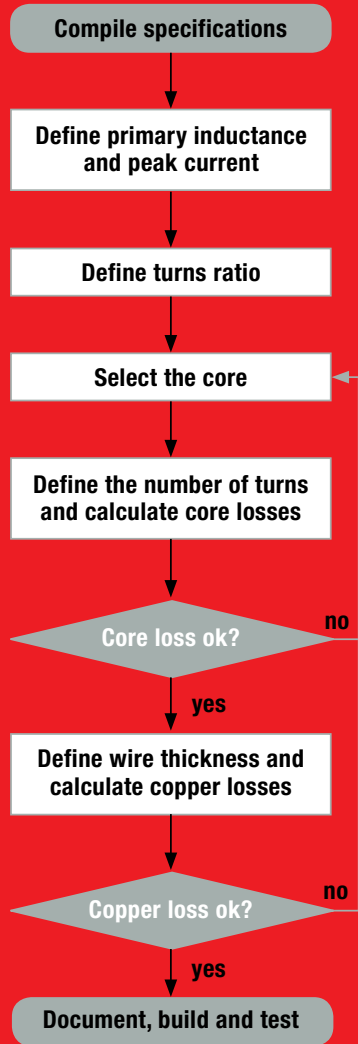 Compile specifications
Define primary inductance
and peak current
Define turns ratio
Select the core
Define the number of turns
and calculate core losses
Core loss ok?
no
yes
Define wire thickness and
calculate copper losses
Copper loss ok?
no
yes
Document, build and test